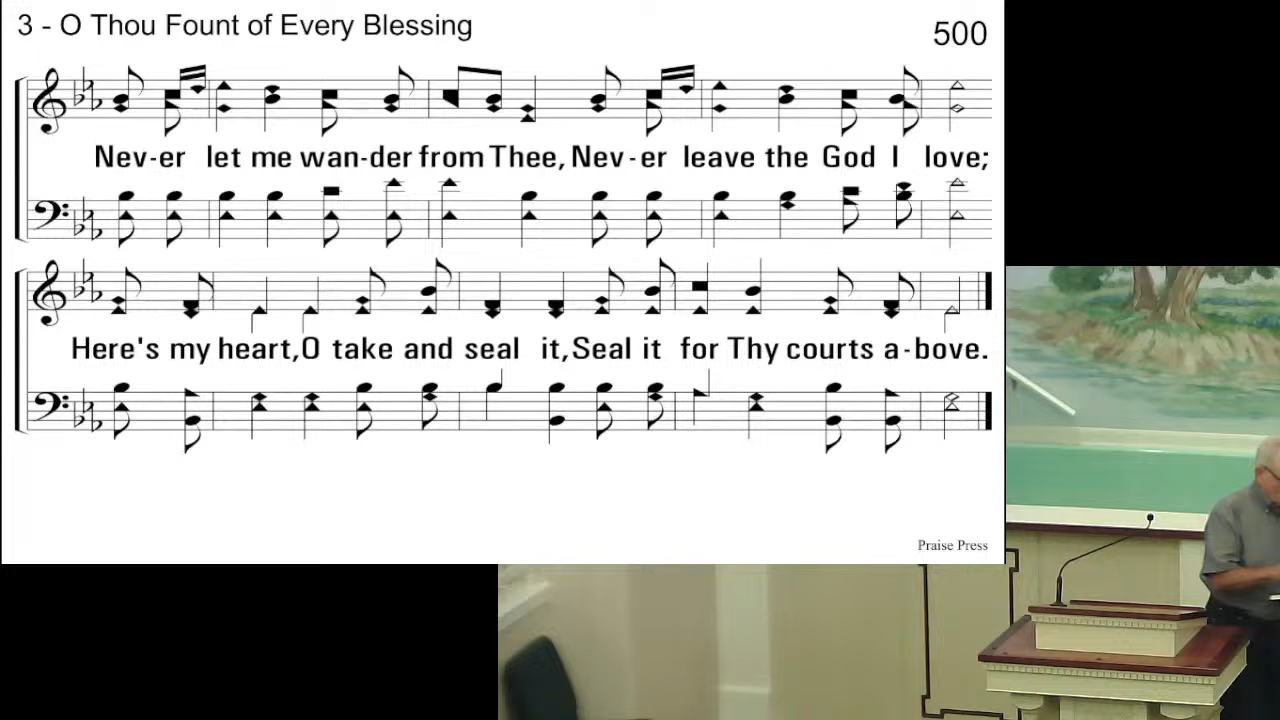 3 - O Thou Fount of Every Blessing
500
Nev-er let me wan-der from Thee, Nev-er leave the God I love;
Here's my heart, O take and seal it, Seal it for Thy courts a-bove.
Praise Press